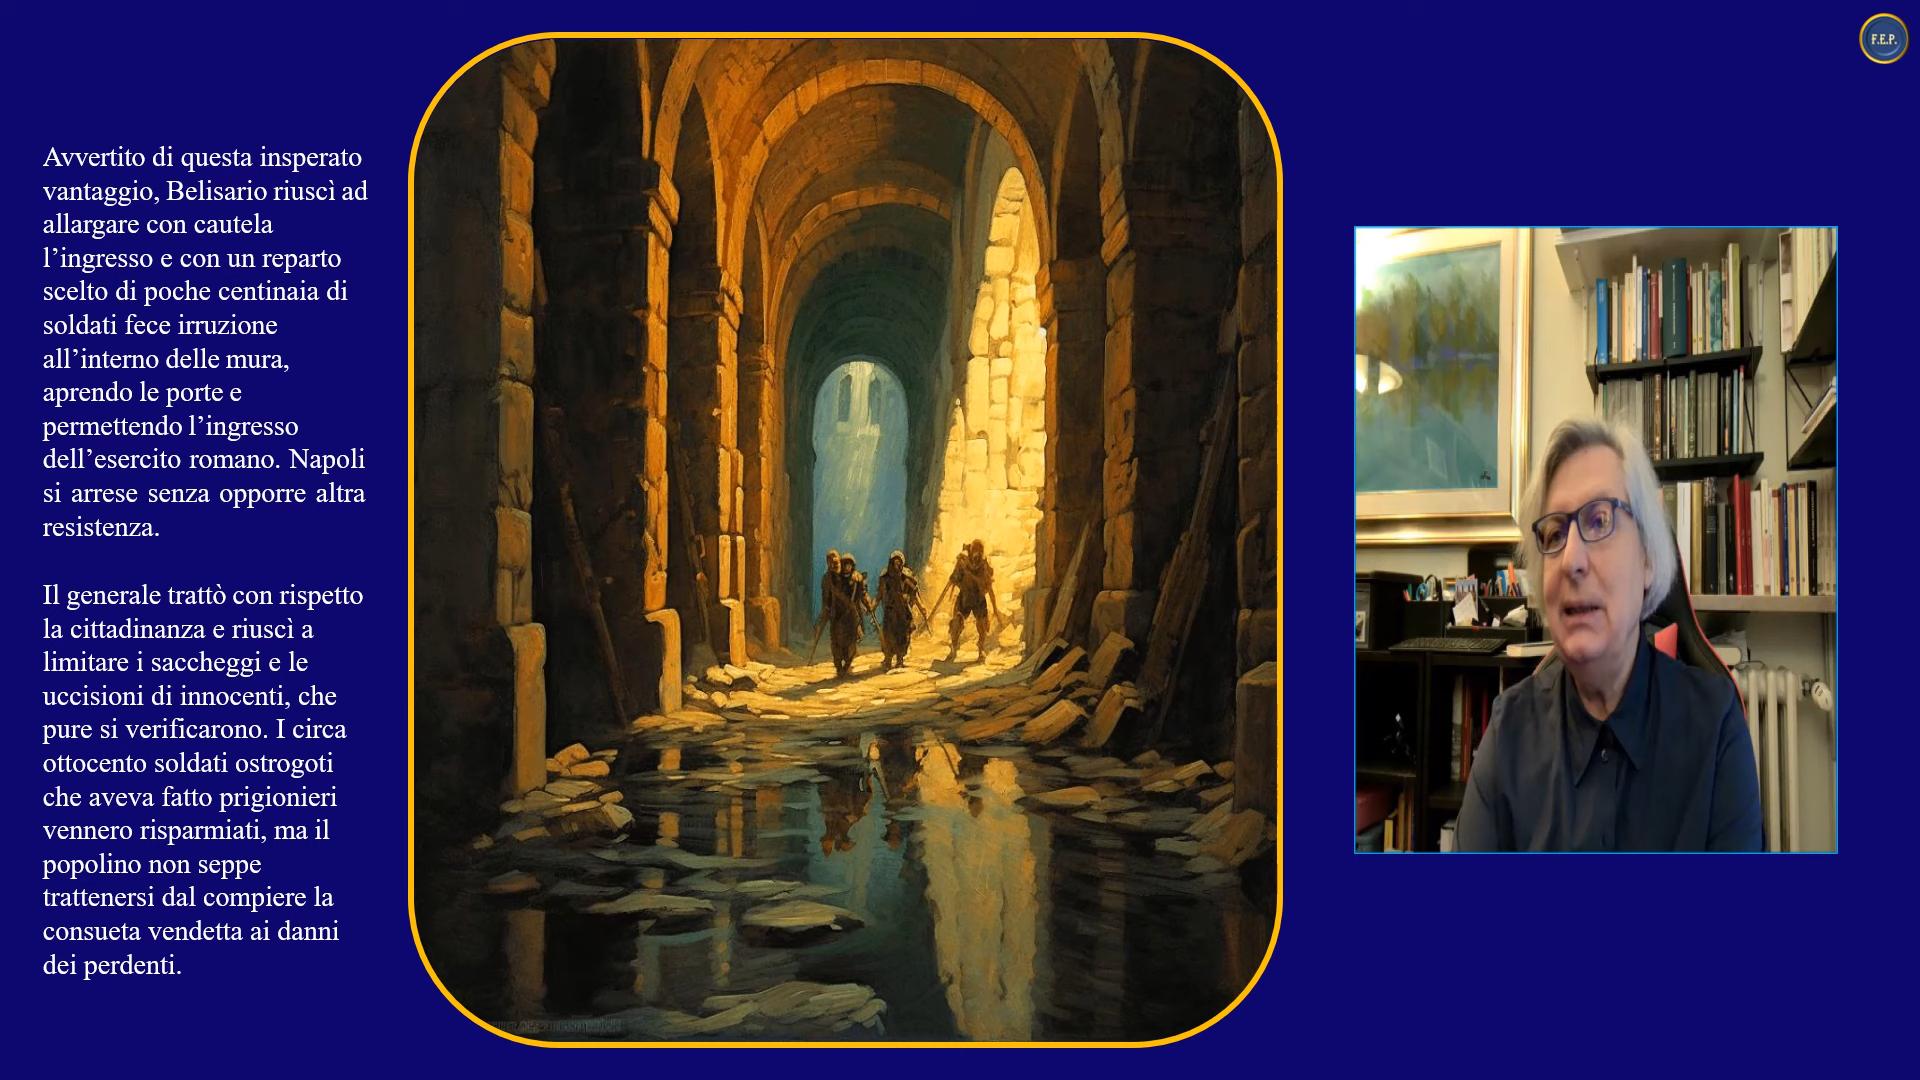 Avvertito di questa insperato
vantaggio, Belisario riuscì ad
allargare con cautela
l’ingresso e con un reparto
scelto di poche centinaia di
soldati fece irruzione
all’interno delle mura,
aprendo le porte e
permettendo l’ingresso
dell’esercito romano. Napoli
si arrese senza opporre altra
resistenza.
Il generale trattò con rispetto
la cittadinanza e riuscì a
limitare i saccheggi e le
uccisioni di innocenti, che
pure si verificarono. I circa
ottocento soldati ostrogoti
che aveva fatto prigionieri
vennero risparmiati, ma il
popolino non seppe
trattenersi dal compiere la
consueta vendetta ai danni
dei perdenti.
F.E.P.